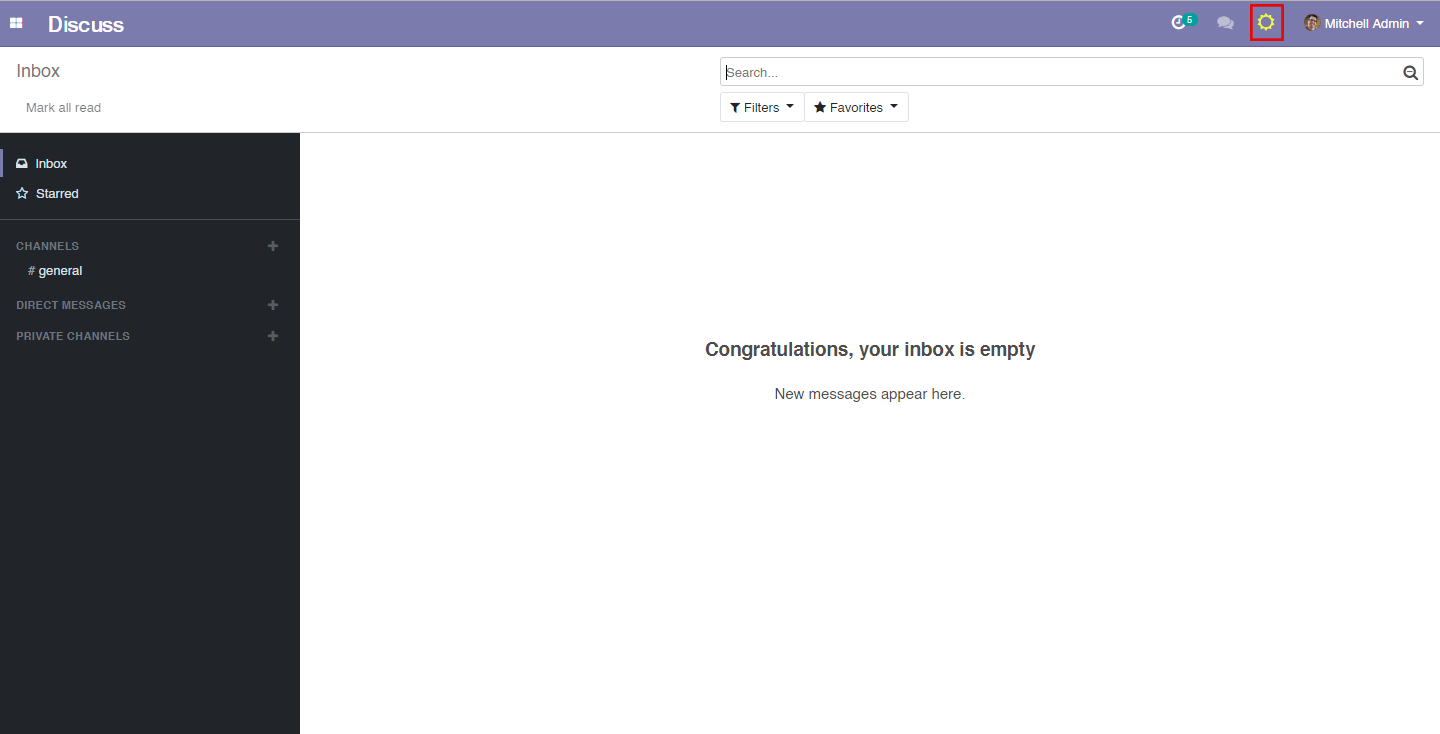 Discuss
5
Mitchell Admin
Inbox
Search...
Mark all read
Filters
Favorites
Inbox
Starred
CHANNELS
# general
DIRECT MESSAGES
PRIVATE CHANNELS
Congratulations, your inbox is empty
New messages appear here.